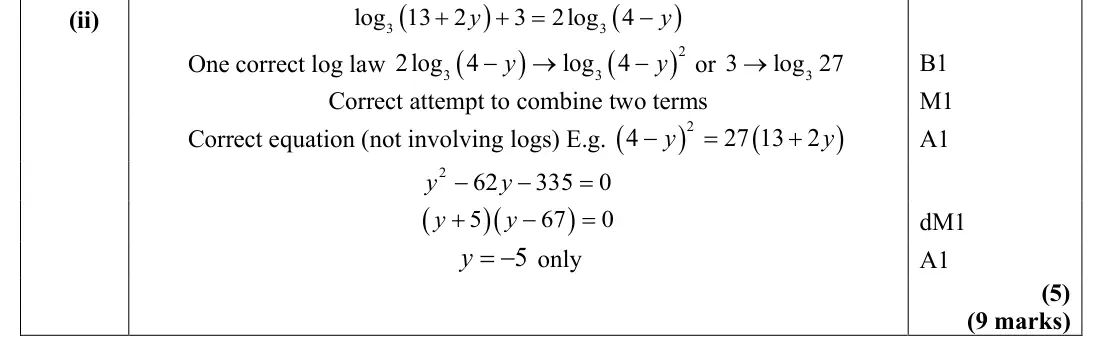 (ii)
log₃(13 + 2y) + 3 = 2log₃(4 − y)
One correct log law 2log₃(4 − y) → log₃(4 − y)² or 3 → log₃ 27 B1
Correct attempt to combine two terms M1
Correct equation (not involving logs) E.g. (4 − y)² = 27(13 + 2y) A1
y² − 62y − 335 = 0
(y + 5)(y − 67) = 0 dM1
y = −5 only A1
(5)
(9 marks)